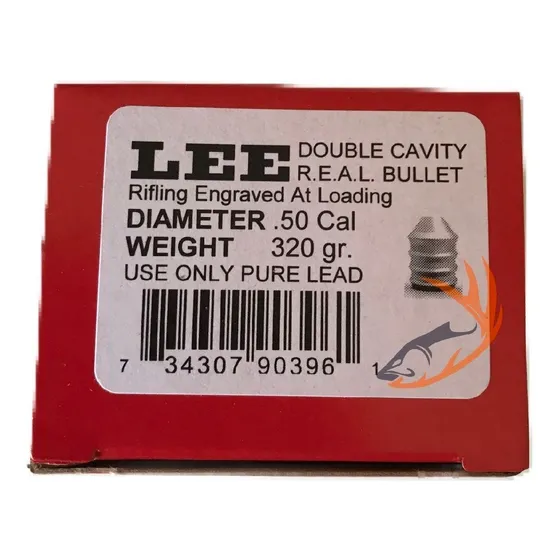 LEE DOUBLE CAVITY
R.E.A.L. BULLET
Rifling Engraved At Loading
DIAMETER .50 Cal
WEIGHT 320 gr.
USE ONLY PURE LEAD
7 34307 90396 1